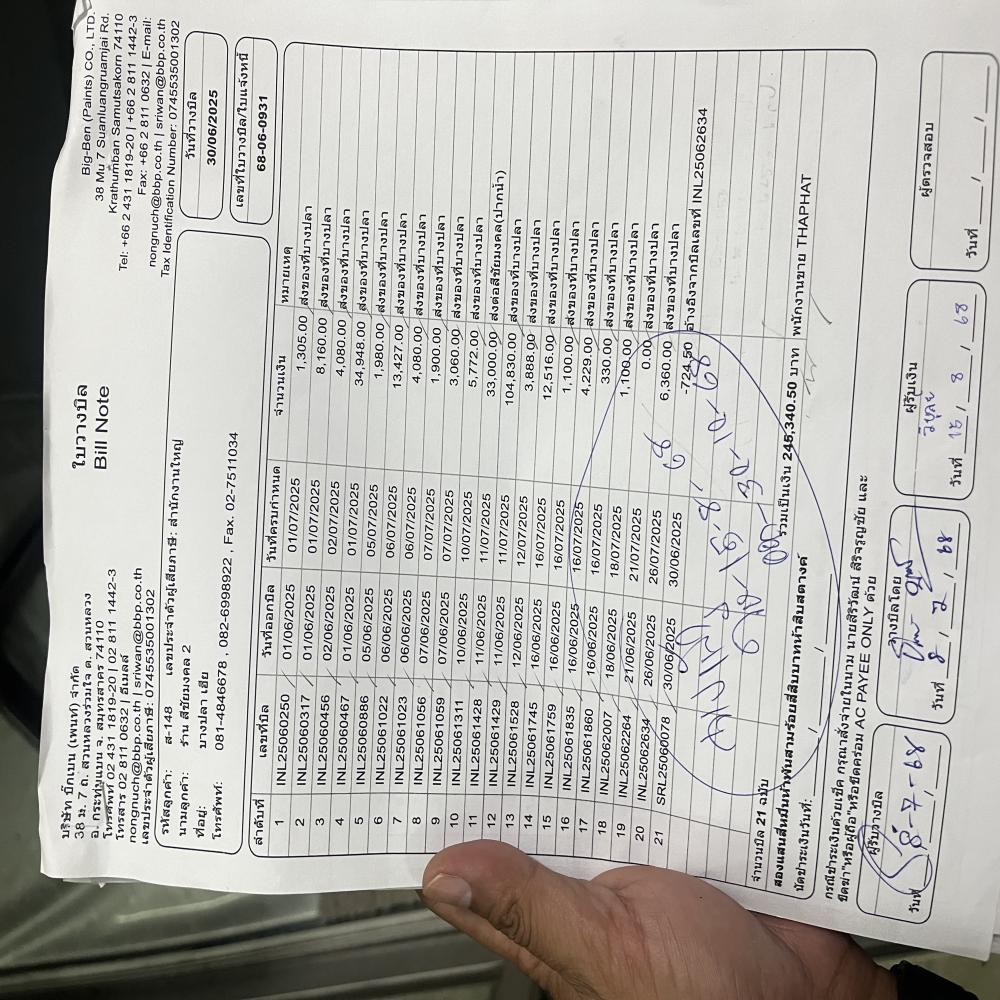 บริษัท บิ๊กเบน (เพนท์) จำกัด
38 ม. 7 ถ. สวนหลวงร่วมใจ ต. สวนหลวง
อ. กระทุ่มแบน จ. สมุทรสาคร 74110
โทรศัพท์ 02 431 1819-20 | 02 811 1442-3
โทรสาร 02 811 0632 | อีเมลล์
nongnuch@bbp.co.th | sriwan@bbp.co.th
เลขประจำตัวผู้เสียภาษี: 0745535001302
ใบวางบิล
Bill Note
Big-Ben (Paints) CO., LTD.
38 Mu 7 Suanluangruamjai Rd.
Krathumban Samutsakorn 74110
Tel: +66 2 431 1819-20 | +66 2 811 1442-3
Fax: +66 2 811 0632 | E-mail:
nongnuch@bbp.co.th | sriwan@bbp.co.th
Tax Identification Number: 0745535001302
รหัสลูกค้า: ส-148 เลขประจำตัวผู้เสียภาษี: สำนักงานใหญ่
นามลูกค้า: ร้าน สีชัยมงคล 2
ที่อยู่: บางปลา เฮีย
โทรศัพท์: 081-4846678 , 082-6998922 , Fax. 02-7511034
วันที่วางบิล
30/06/2025
เลขที่ใบวางบิล/ใบแจ้งหนี้
68-06-0931
ลำดับที่ เลขที่บิล วันที่ออกบิล วันที่ครบกำหนด จำนวนเงิน หมายเหตุ
1 INL25060250 01/06/2025 01/07/2025 1,305.00 ส่งของที่บางปลา
2 INL25060317 01/06/2025 01/07/2025 8,160.00 ส่งของที่บางปลา
3 INL25060456 02/06/2025 02/07/2025 4,080.00 ส่งของที่บางปลา
4 INL25060467 01/06/2025 01/07/2025 34,948.00 ส่งของที่บางปลา
5 INL25060886 05/06/2025 05/07/2025 1,980.00 ส่งของที่บางปลา
6 INL25061022 06/06/2025 06/07/2025 13,427.00 ส่งของที่บางปลา
7 INL25061023 06/06/2025 06/07/2025 4,080.00 ส่งของที่บางปลา
8 INL25061056 07/06/2025 07/07/2025 1,900.00 ส่งของที่บางปลา
9 INL25061059 07/06/2025 07/07/2025 3,060.00 ส่งของที่บางปลา
10 INL25061311 10/06/2025 10/07/2025 5,772.00 ส่งของที่บางปลา
11 INL25061428 11/06/2025 11/07/2025 33,000.00 ส่งต่อสีชัยมงคล(ปากน้ำ)
12 INL25061429 11/06/2025 11/07/2025 104,830.00 ส่งของที่บางปลา
13 INL25061528 12/06/2025 12/07/2025 3,888.00 ส่งของที่บางปลา
14 INL25061745 16/06/2025 16/07/2025 12,516.00 ส่งของที่บางปลา
15 INL25061759 16/06/2025 16/07/2025 1,100.00 ส่งของที่บางปลา
16 INL25061835 16/06/2025 16/07/2025 4,229.00 ส่งของที่บางปลา
17 INL25061860 16/06/2025 16/07/2025 330.00 ส่งของที่บางปลา
18 INL25062007 18/06/2025 18/07/2025 1,100.00 ส่งของที่บางปลา
19 INL25062264 21/06/2025 21/07/2025 0.00 ส่งของที่บางปลา
20 INL25062634 26/06/2025 26/07/2025 6,360.00 ส่งของที่บางปลา
21 SRL25060078 30/06/2025 30/06/2025 -724.50 อ้างอิงจากบิลเลขที่ INL25062634
15-8-68
30-10-68
จำนวนบิล 21 ฉบับ
สองแสนสี่หมื่นห้าพันสามร้อยสี่สิบบาทห้าสิบสตางค์ รวมเป็นเงิน 245,340.50 บาท พนักงานขาย THAPHAT
นัดชำระเงินวันที่: / /
กรณีชำระเงินด้วยเช็ค กรุณาสั่งจ่ายในนาม นายสิริวัฒน์ สิริจรูญชัย และ
ขีดฆ่า"หรือผู้ถือ"หรือขีดคร่อม AC PAYEE ONLY ด้วย
ผู้รับวางบิล
วันที่ 8-7-68
วางบิลโดย
วันที่ 8 / 7 / 68
ผู้รับเงิน
วันที่ 15 / 8 / 68
ผู้ตรวจสอบ
วันที่ / /